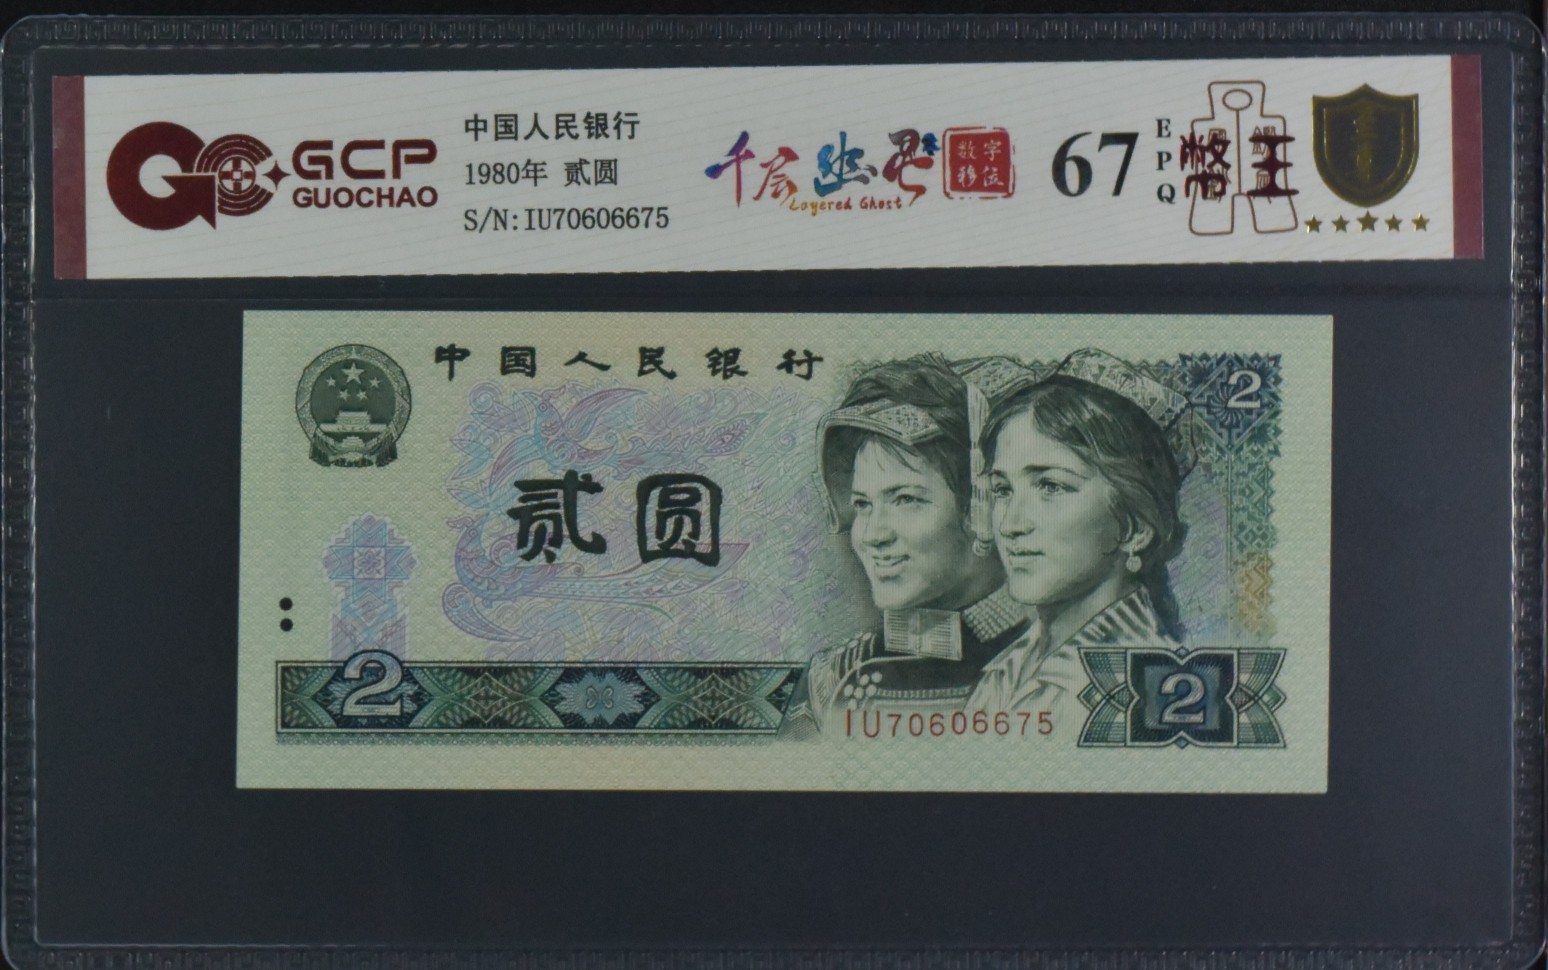 GCP
GUOCHAO
中国人民银行
1980年 贰圆
S/N:IU70606675
千层幽灵
Layered Ghost
数字
移位
67
EPQ
中国人民银行
2
贰圆
2
IU70606675
2